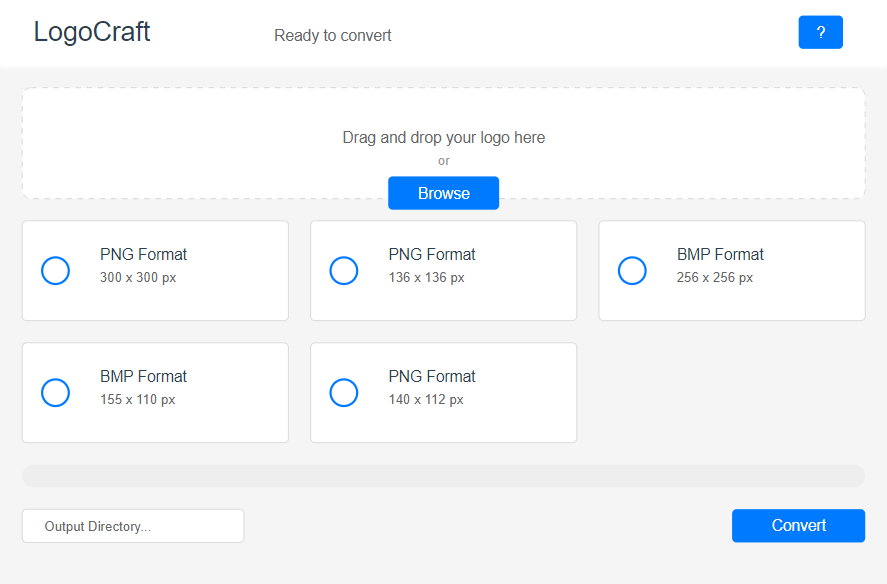 LogoCraft
Ready to convert
?
Drag and drop your logo here
or
Browse
PNG Format
300 x 300 px
PNG Format
136 x 136 px
BMP Format
256 x 256 px
BMP Format
155 x 110 px
PNG Format
140 x 112 px
Output Directory...
Convert